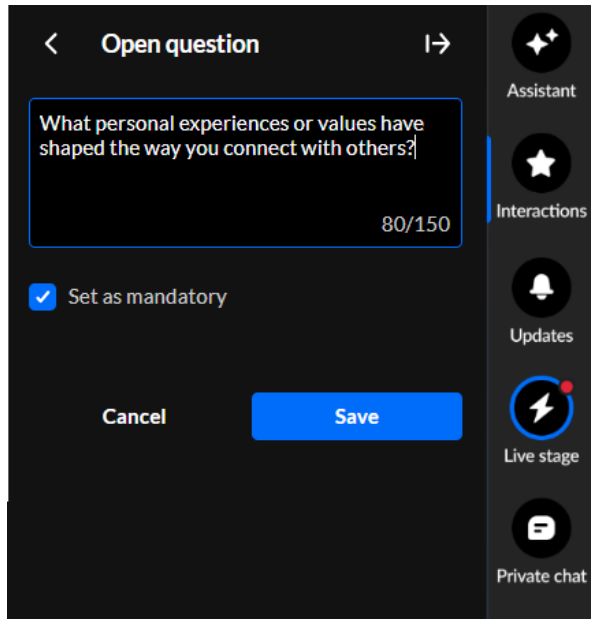 Open question
What personal experiences or values have
shaped the way you connect with others?
80/150
Set as mandatory
Cancel
Save
Assistant
Interactions
Updates
Live stage
Private chat